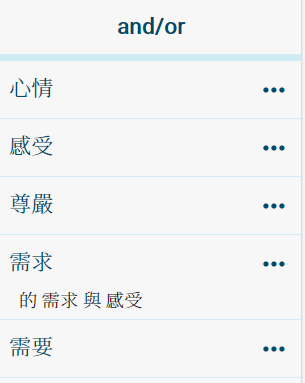 and/or
心情
感受
尊嚴
需求
的 需求 與 感受
需要